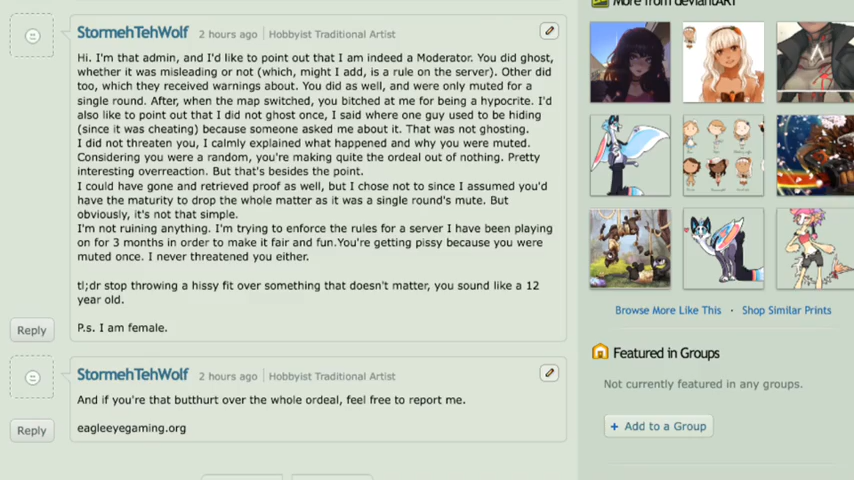 More from deviantART
StormehTehWolf 2 hours ago | Hobbyist Traditional Artist
Hi. I'm that admin, and I'd like to point out that I am indeed a Moderator. You did ghost,
whether it was misleading or not (which, might I add, is a rule on the server). Other did
too, which they received warnings about. You did as well, and were only muted for a
single round. After, when the map switched, you bitched at me for being a hypocrite. I'd
also like to point out that I did not ghost once, I said where one guy used to be hiding
(since it was cheating) because someone asked me about it. That was not ghosting.
I did not threaten you, I calmly explained what happened and why you were muted.
Considering you were a random, you're making quite the ordeal out of nothing. Pretty
interesting overreaction. But that's besides the point.
I could have gone and retrieved proof as well, but I chose not to since I assumed you'd
have the maturity to drop the whole matter as it was a single round's mute. But
obviously, it's not that simple.
I'm not ruining anything. I'm trying to enforce the rules for a server I have been playing
on for 3 months in order to make it fair and fun.You're getting pissy because you were
muted once. I never threatened you either.
tl;dr stop throwing a hissy fit over something that doesn't matter, you sound like a 12
year old.
P.s. I am female.
Reply
StormehTehWolf 2 hours ago | Hobbyist Traditional Artist
And if you're that butthurt over the whole ordeal, feel free to report me.
eagleeyegaming.org
Reply
Browse More Like This · Shop Similar Prints
Featured in Groups
Not currently featured in any groups.
+ Add to a Group